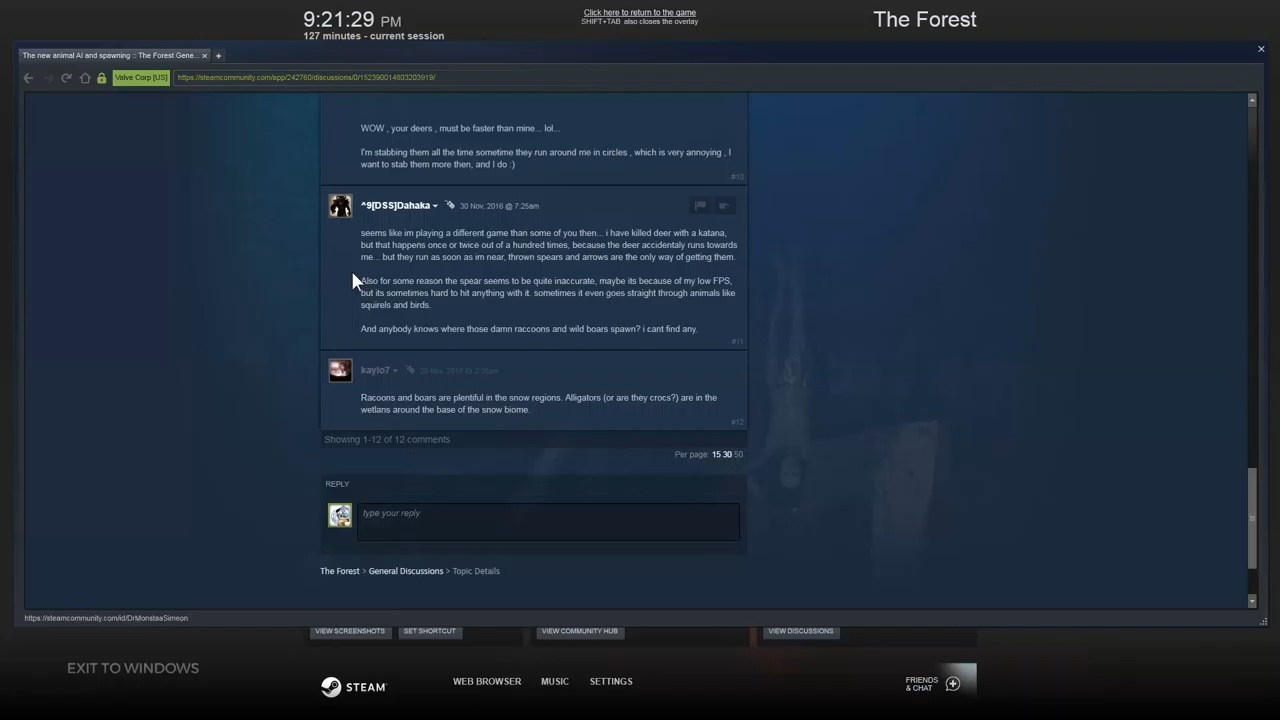 9:21:29 PM
127 minutes - current session
Click here to return to the game
SHIFT+TAB also closes the overlay
The Forest
The new animal AI and spawning :: The Forest Gene...
Valve Corp [US]
https://steamcommunity.com/app/242760/discussions/0/152390014803203919/
WOW , your deers , must be faster than mine... lol...
I'm stabbing them all the time sometime they run around me in circles , which is very annoying , I
want to stab them more then, and I do :)
#10
^9[DSS]Dahaka
30 Nov, 2016 @ 7:25am
seems like im playing a different game than some of you then... i have killed deer with a katana,
but that happens once or twice out of a hundred times, because the deer accidentaly runs towards
me... but they run as soon as im near, thrown spears and arrows are the only way of getting them.
Also for some reason the spear seems to be quite inaccurate, maybe its because of my low FPS,
but its sometimes hard to hit anything with it. sometimes it even goes straight through animals like
squirels and birds.
And anybody knows where those damn raccoons and wild boars spawn? i cant find any.
#11
kaylo7
Racoons and boars are plentiful in the snow regions. Alligators (or are they crocs?) are in the
wetlans around the base of the snow biome.
#12
Showing 1-12 of 12 comments
Per page: 15 30 50
REPLY
type your reply
The Forest > General Discussions > Topic Details
https://steamcommunity.com/id/DrMonstaaSimeon
VIEW SCREENSHOTS
SET SHORTCUT
VIEW COMMUNITY HUB
VIEW DISCUSSIONS
EXIT TO WINDOWS
STEAM
WEB BROWSER
MUSIC
SETTINGS
FRIENDS
& CHAT